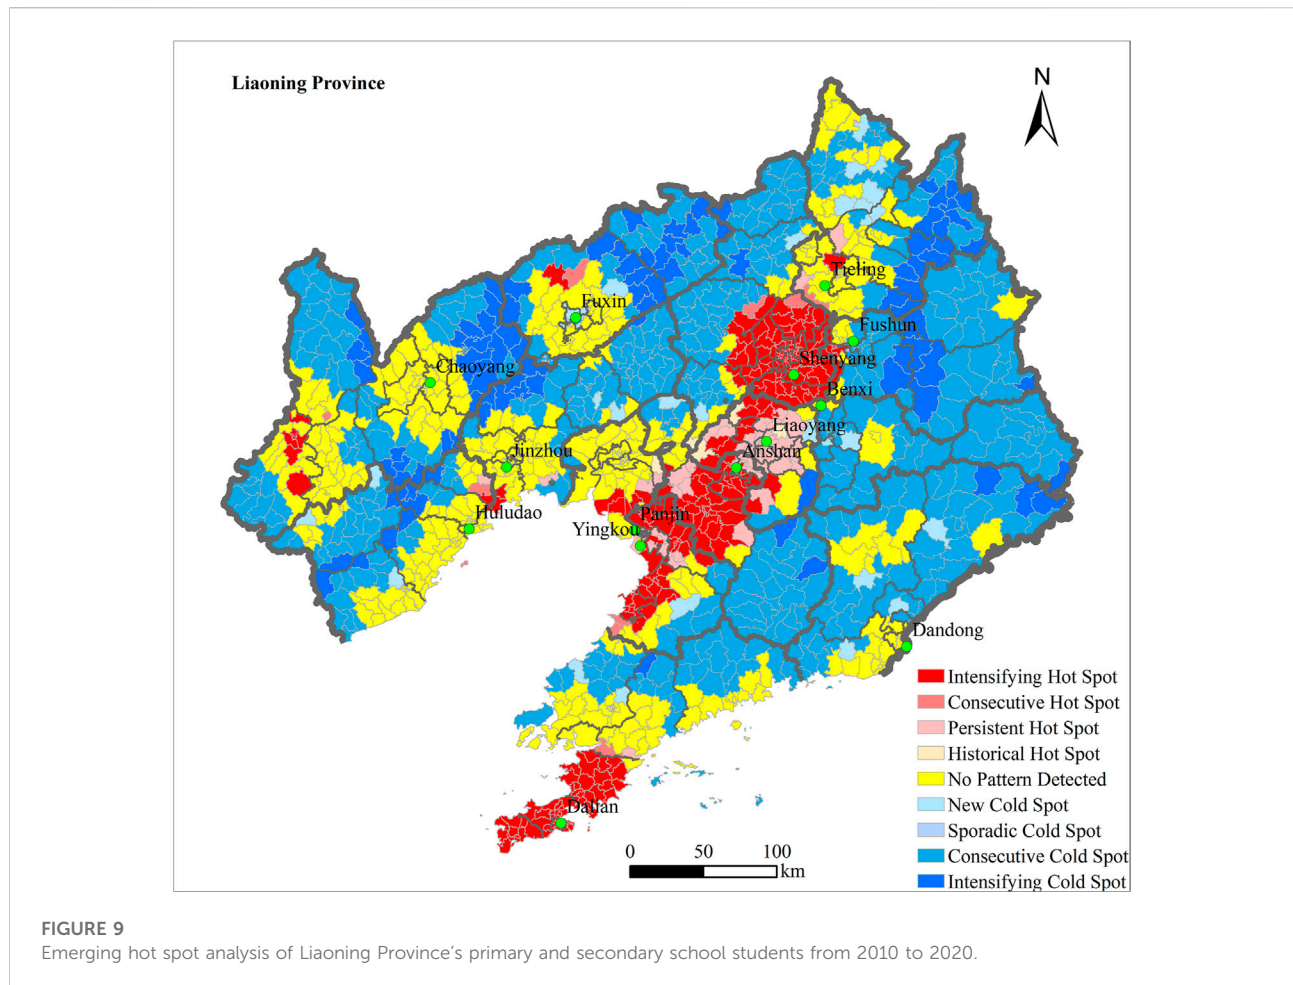 Liaoning Province
N
Tieling
Fuxin
Fushun
Shenyang
Chaoyang
Benxi
Liaoyang
Jinzhou
Anshan
Huludao
Panjin
Yingkou
Dandong
Dalian
Intensifying Hot Spot
Consecutive Hot Spot
Persistent Hot Spot
Historical Hot Spot
No Pattern Detected
New Cold Spot
Sporadic Cold Spot
Consecutive Cold Spot
Intensifying Cold Spot
0 50 100
km
FIGURE 9
Emerging hot spot analysis of Liaoning Province's primary and secondary school students from 2010 to 2020.